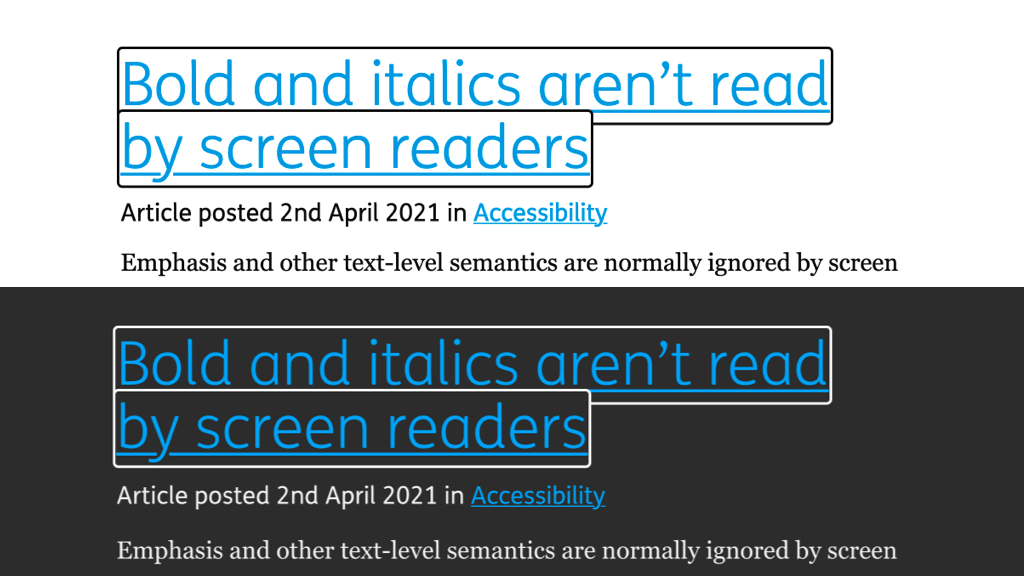 Bold and italics aren’t read
by screen readers
Article posted 2nd April 2021 in Accessibility
Emphasis and other text-level semantics are normally ignored by screen
Bold and italics aren’t read
by screen readers
Article posted 2nd April 2021 in Accessibility
Emphasis and other text-level semantics are normally ignored by screen